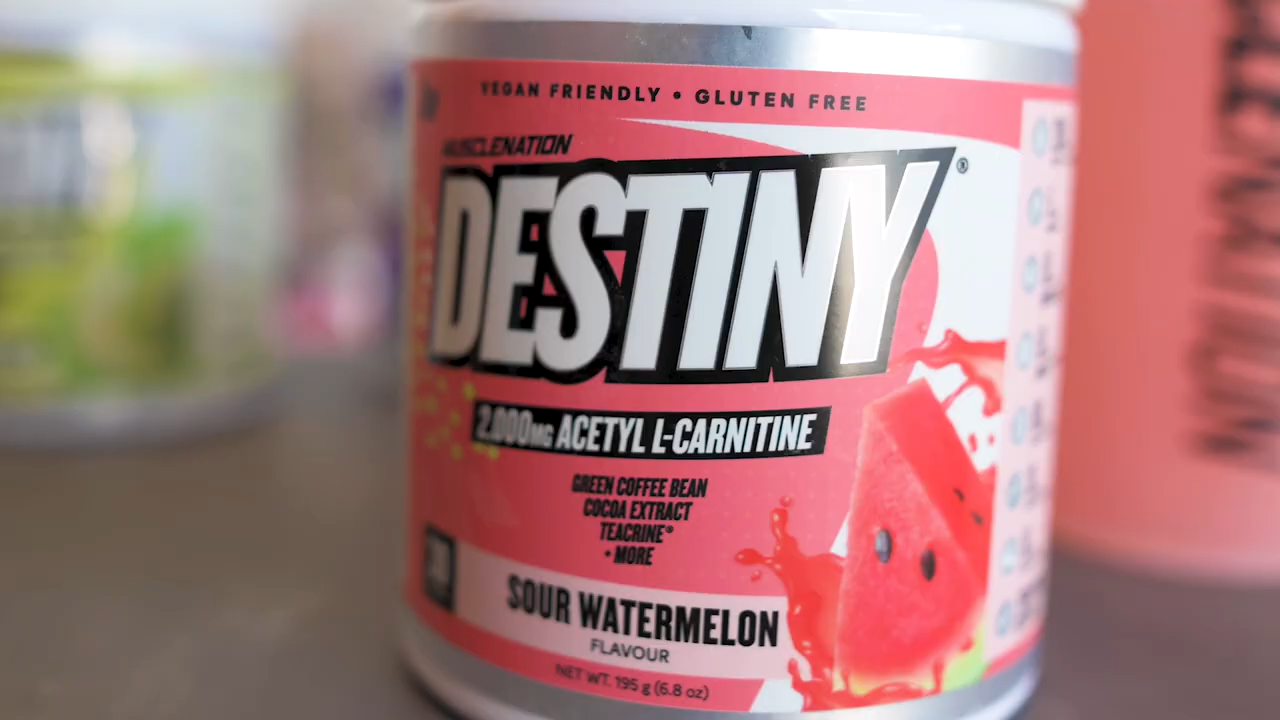 VEGAN FRIENDLY • GLUTEN FREE
MUSCLENATION
DESTINY®
2,000MG ACETYL L-CARNITINE
GREEN COFFEE BEAN
COCOA EXTRACT
TEACRINE®
+ MORE
SOUR WATERMELON
FLAVOUR
NET WT. 195 g (6.8 oz)